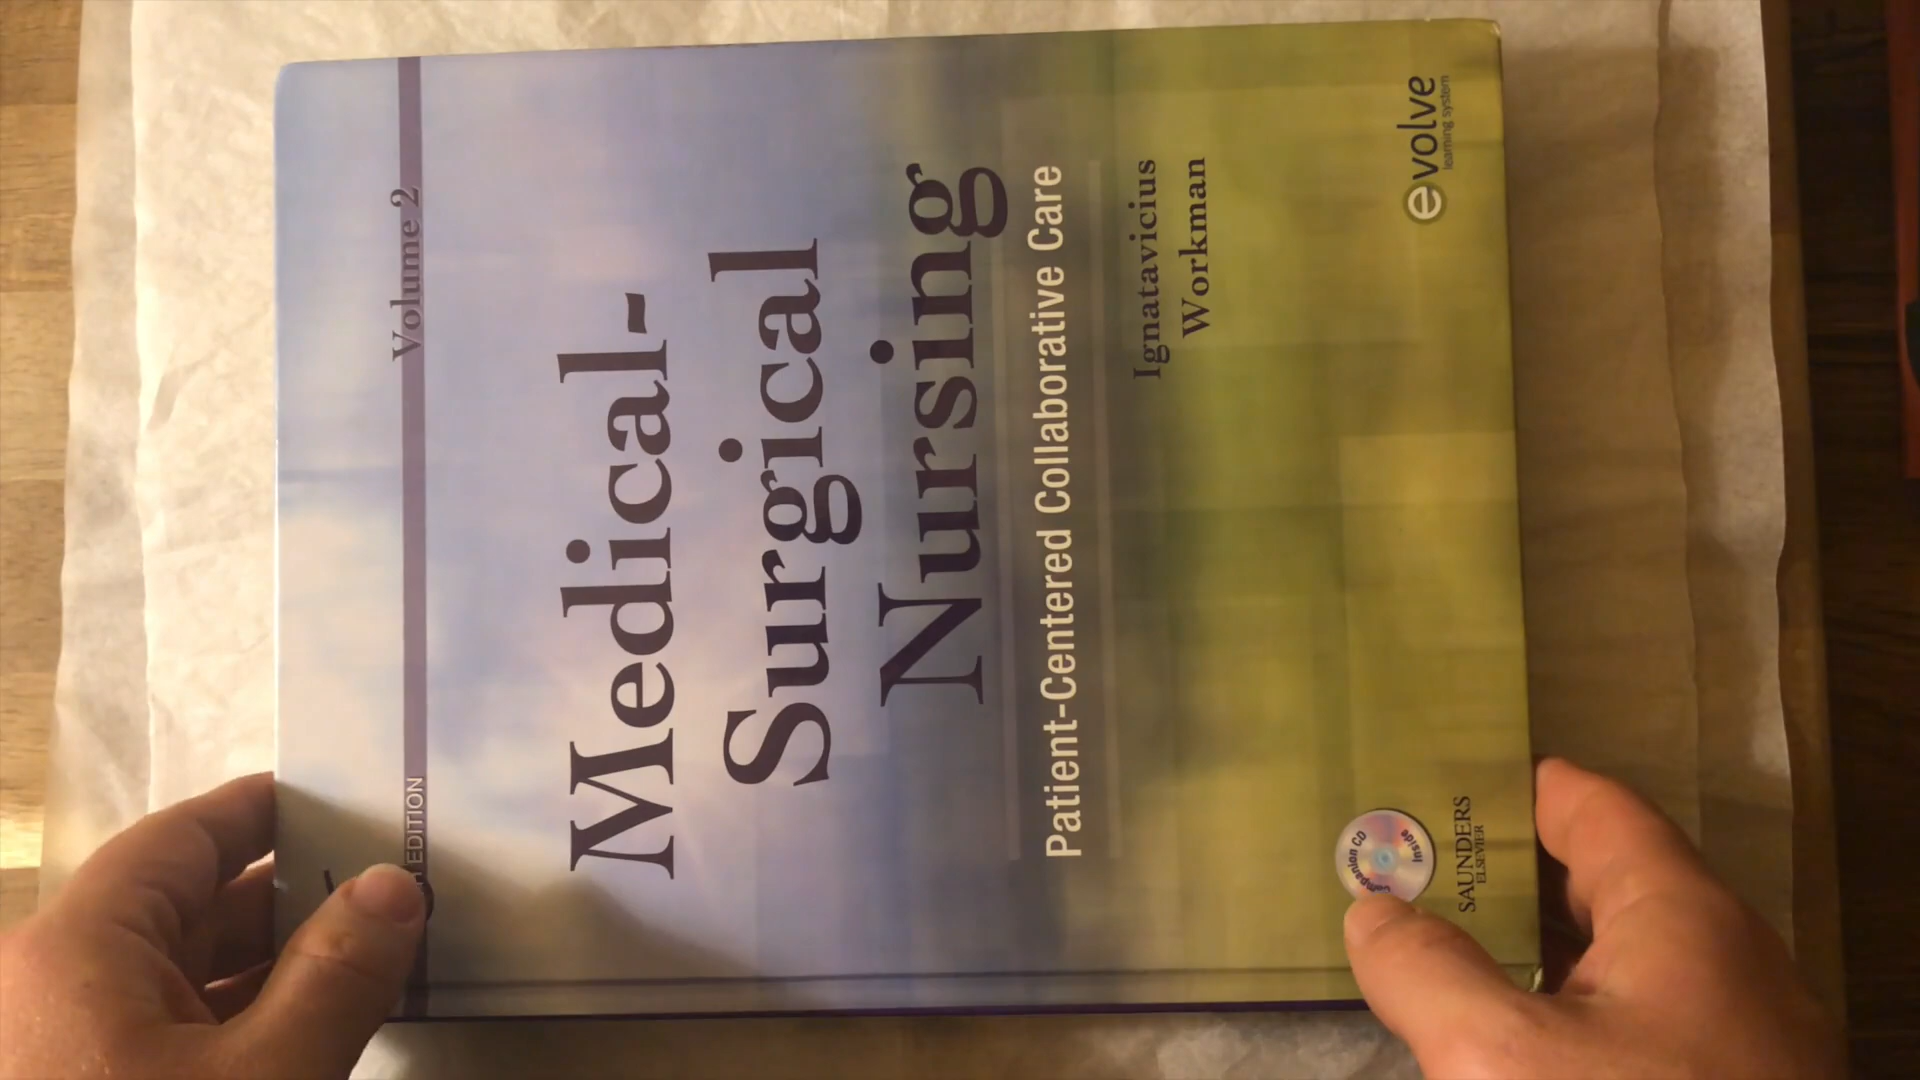 EDITION
Volume 2
Medical-
Surgical
Nursing
Patient-Centered Collaborative Care
Ignatavicius
Workman
Companion CD
Inside
SAUNDERS
ELSEVIER
evolve
learning system